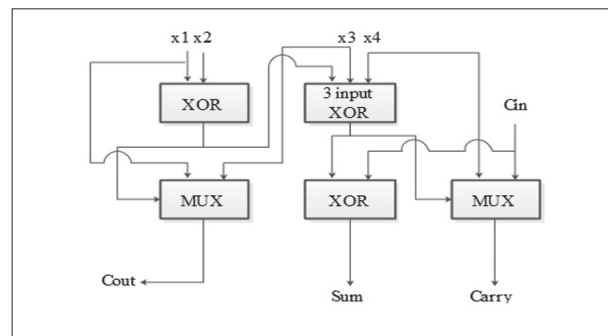 x1 x2
x3 x4
XOR
3 input
XOR
Cin
MUX
XOR
MUX
Cout
Sum
Carry